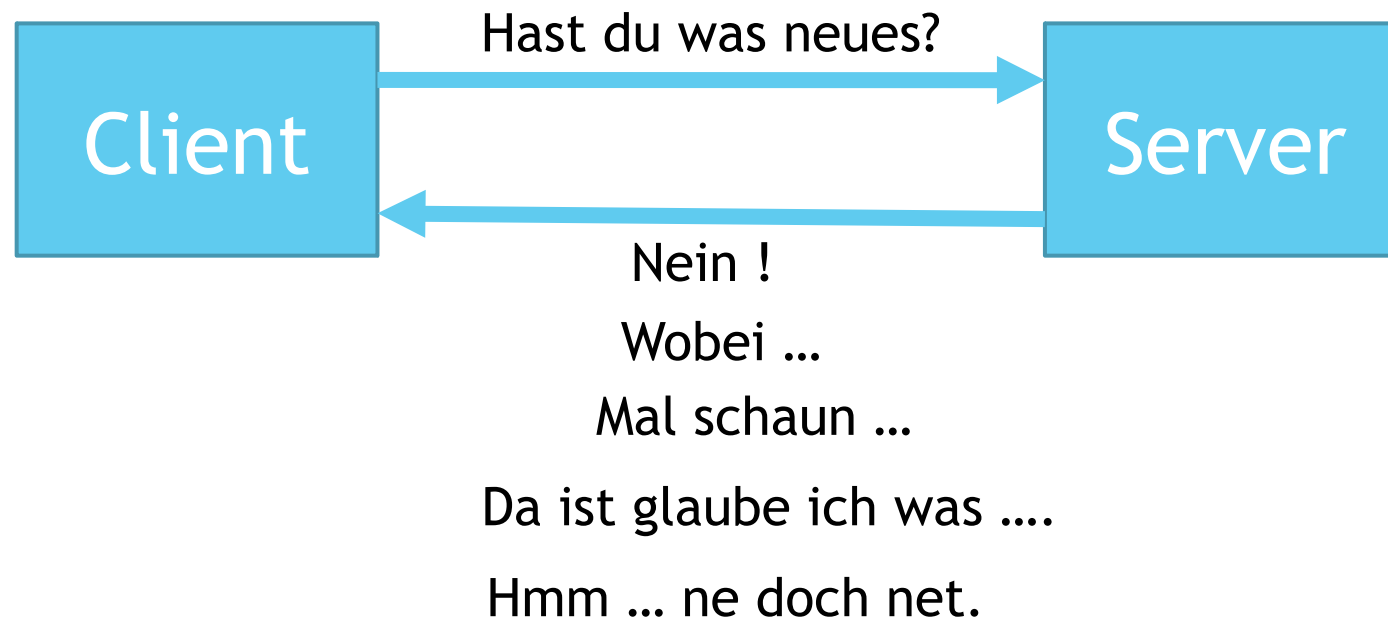 Hast du was neues?
Client
Server
Nein !
Wobei …
Mal schaun …
Da ist glaube ich was ….
Hmm … ne doch net.